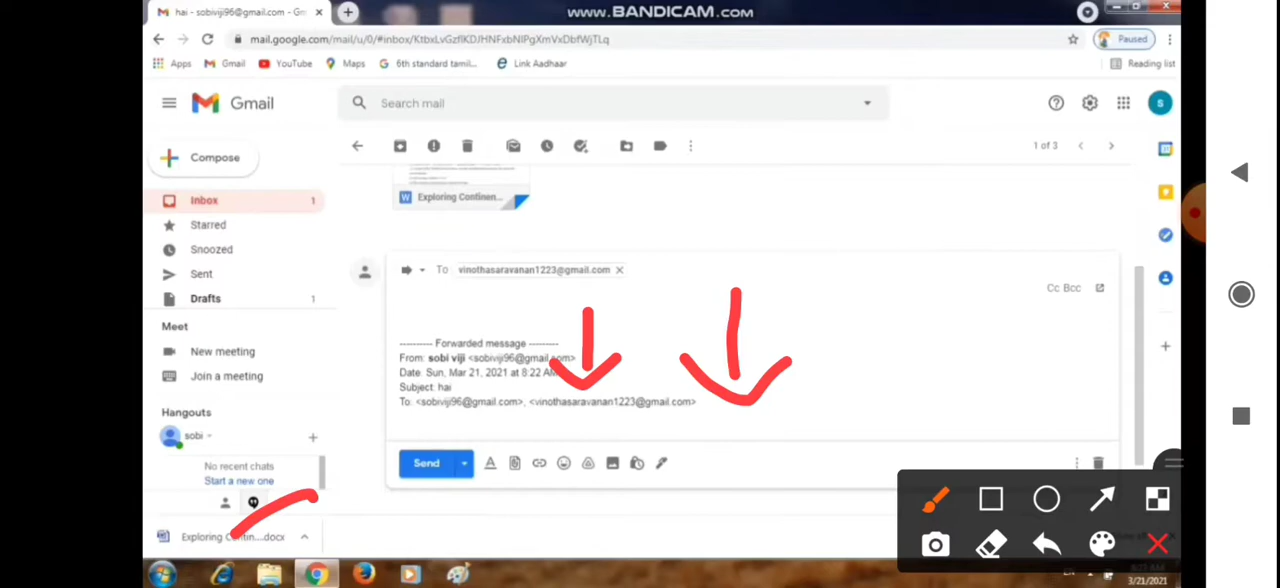 hai - sobiviji96@gmail.com - Gm
www.BANDICAM.com
mail.google.com/mail/u/0/#inbox/KtbxLvGzflKDJHNFxbNlPgXmVxDbfWjTLq
Paused
Apps
Gmail
YouTube
Maps
6th standard tamil...
Link Aadhaar
Reading list
Gmail
Search mail
S
Compose
1 of 3
Inbox 1
Exploring Continen...
Starred
Snoozed
To vinothasaravanan1223@gmail.com
Sent
Cc Bcc
Drafts 1
Meet
New meeting
---------- Forwarded message ---------
From: sobi viji <sobiviji96@gmail.com>
Join a meeting
Date: Sun, Mar 21, 2021 at 8:22 AM
Subject: hai
To: <sobiviji96@gmail.com>, <vinothasaravanan1223@gmail.com>
Hangouts
sobi
No recent chats
Start a new one
Send
Exploring Contin....docx
3/21/2021